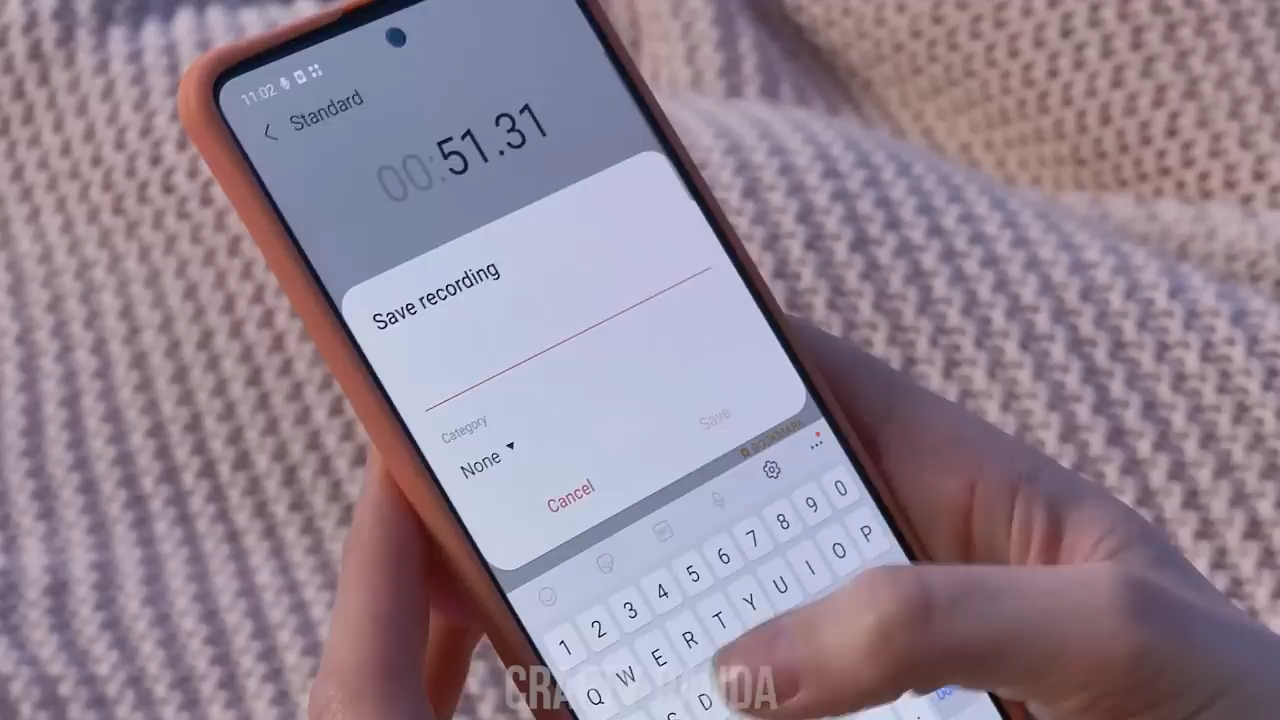 11:02
Standard
00:51.31
Save recording
Category
None
Save
BOOKMARK
Cancel
1 2 3 4 5 6 7 8 9 0
Q W E R T Y U I O P
S D